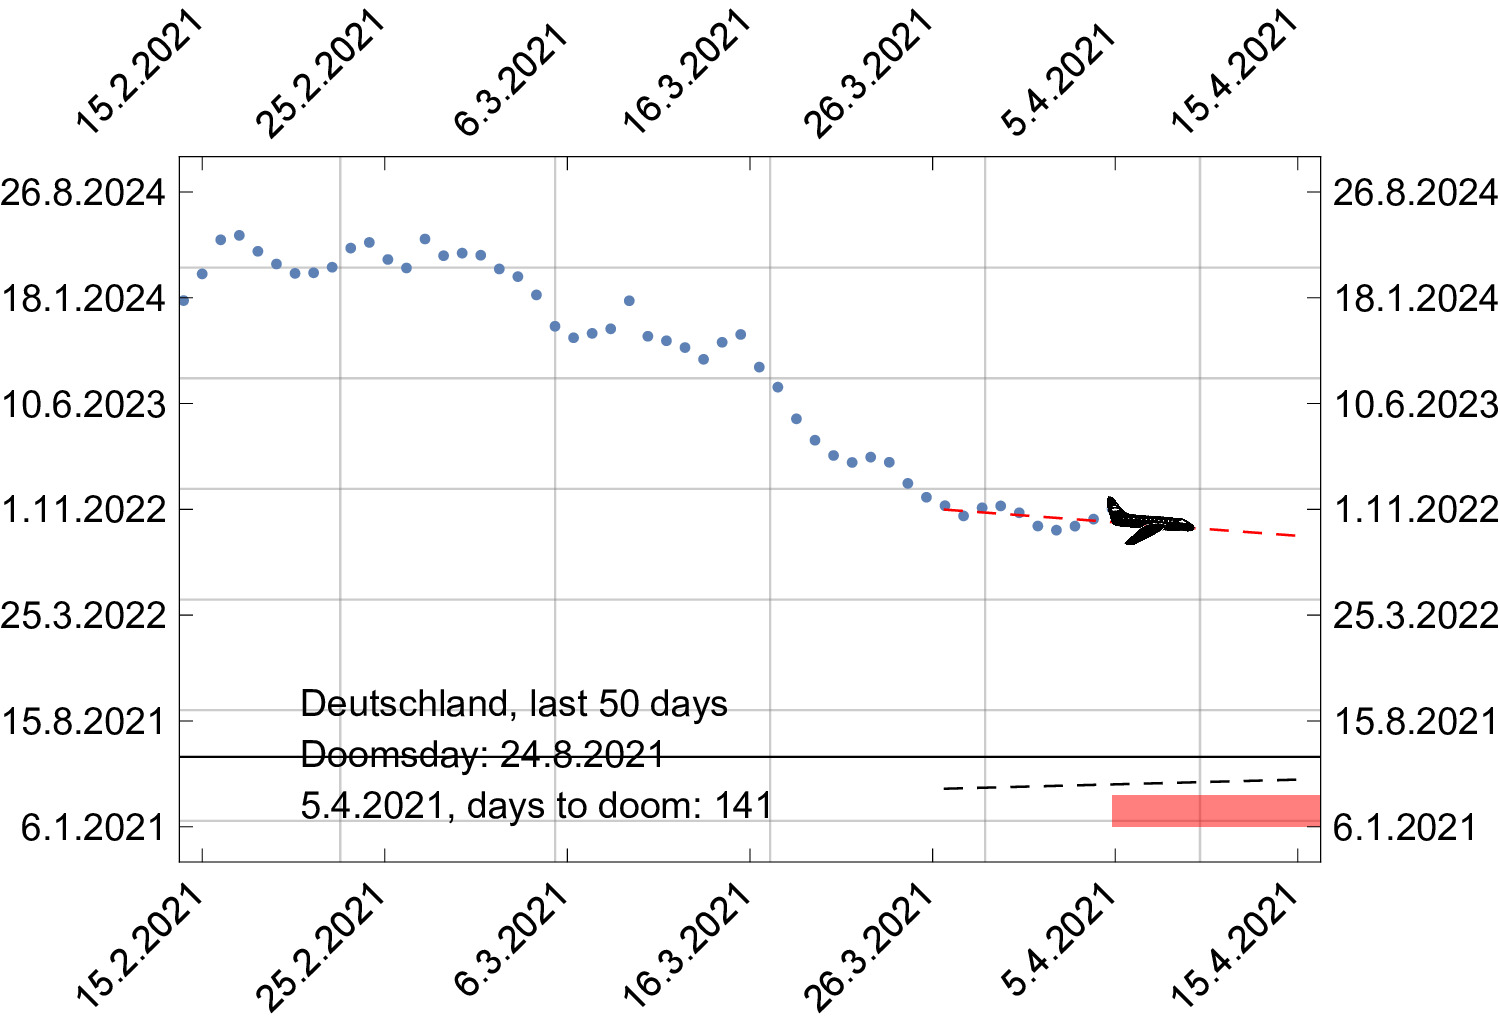 15.2.2021 25.2.2021 6.3.2021 16.3.2021 26.3.2021 5.4.2021 15.4.2021
26.8.2024 26.8.2024
18.1.2024 18.1.2024
10.6.2023 10.6.2023
1.11.2022 1.11.2022
25.3.2022 25.3.2022
Deutschland, last 50 days
15.8.2021 15.8.2021
Doomsday: 24.8.2021
5.4.2021, days to doom: 141
6.1.2021 6.1.2021
15.2.2021 25.2.2021 6.3.2021 16.3.2021 26.3.2021 5.4.2021 15.4.2021